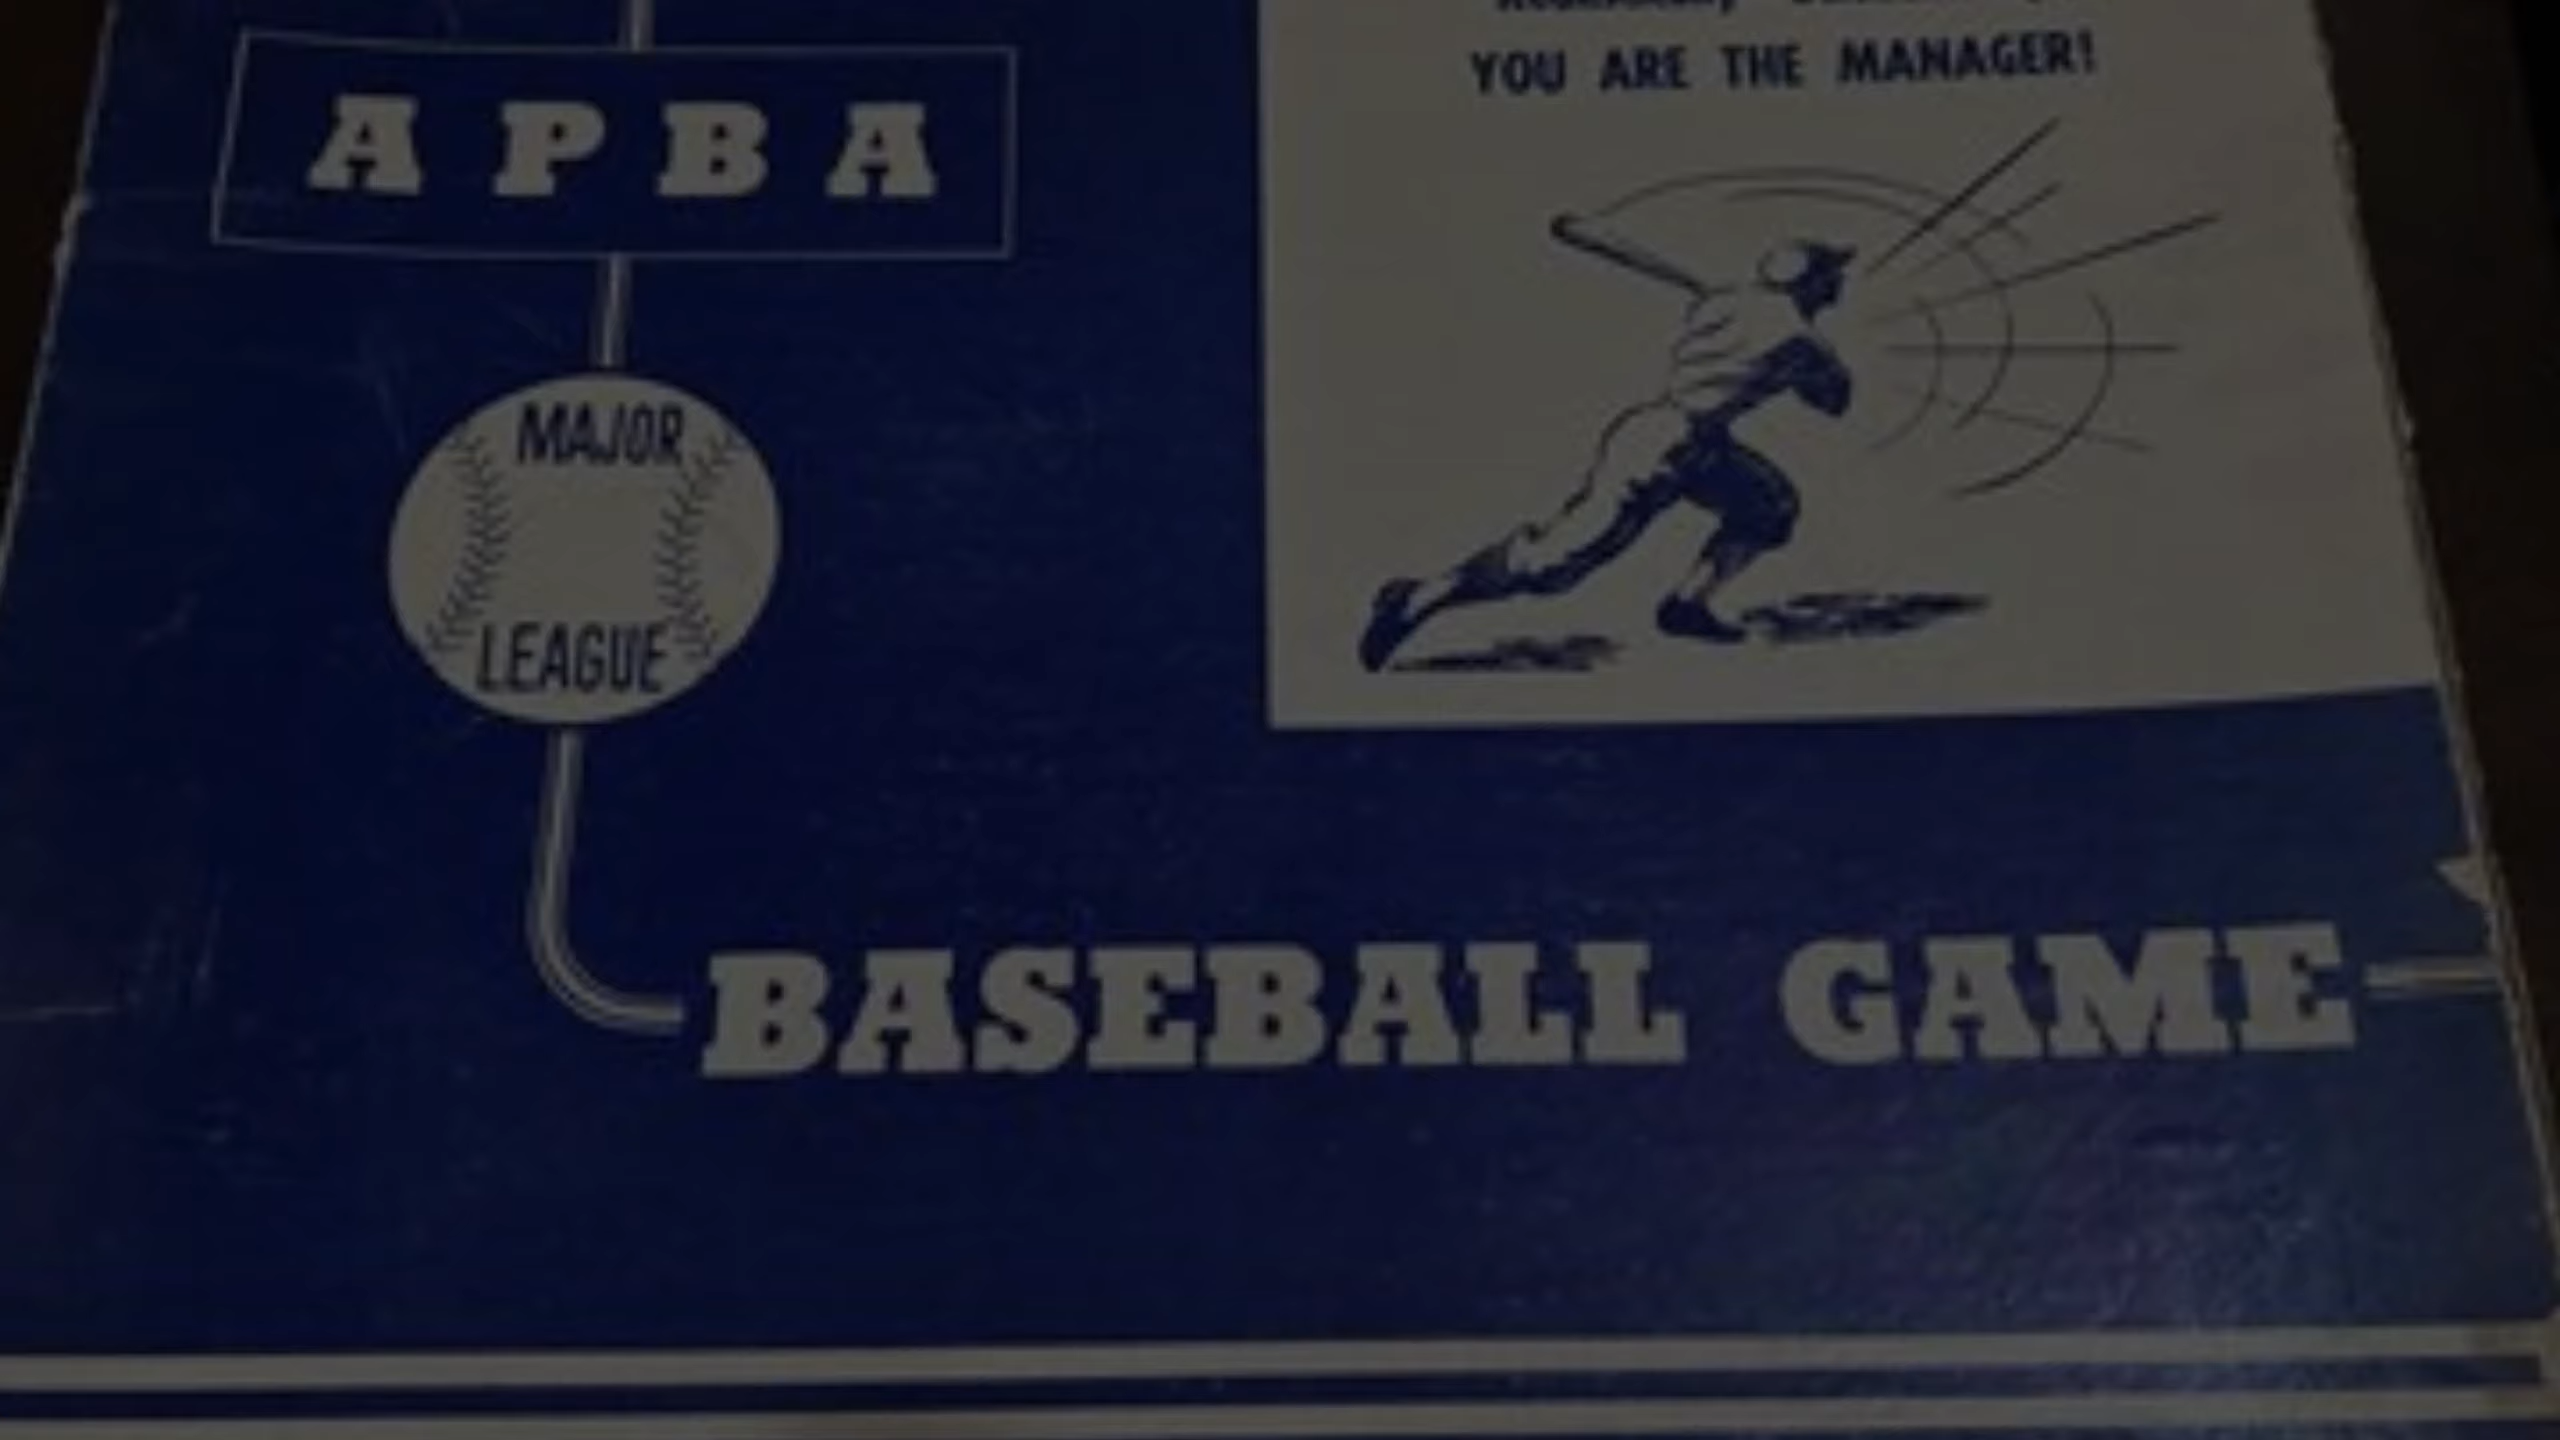 YOU ARE THE MANAGER!
APBA
MAJOR
LEAGUE
BASEBALL GAME